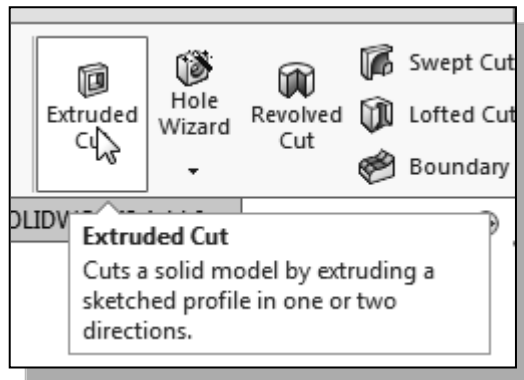 Extruded
Hole
Wizard
Revolved
Cut
Swept Cut
Lofted Cut
Boundary
Extruded Cut
Cuts a solid model by extruding a
sketched profile in one or two
directions.